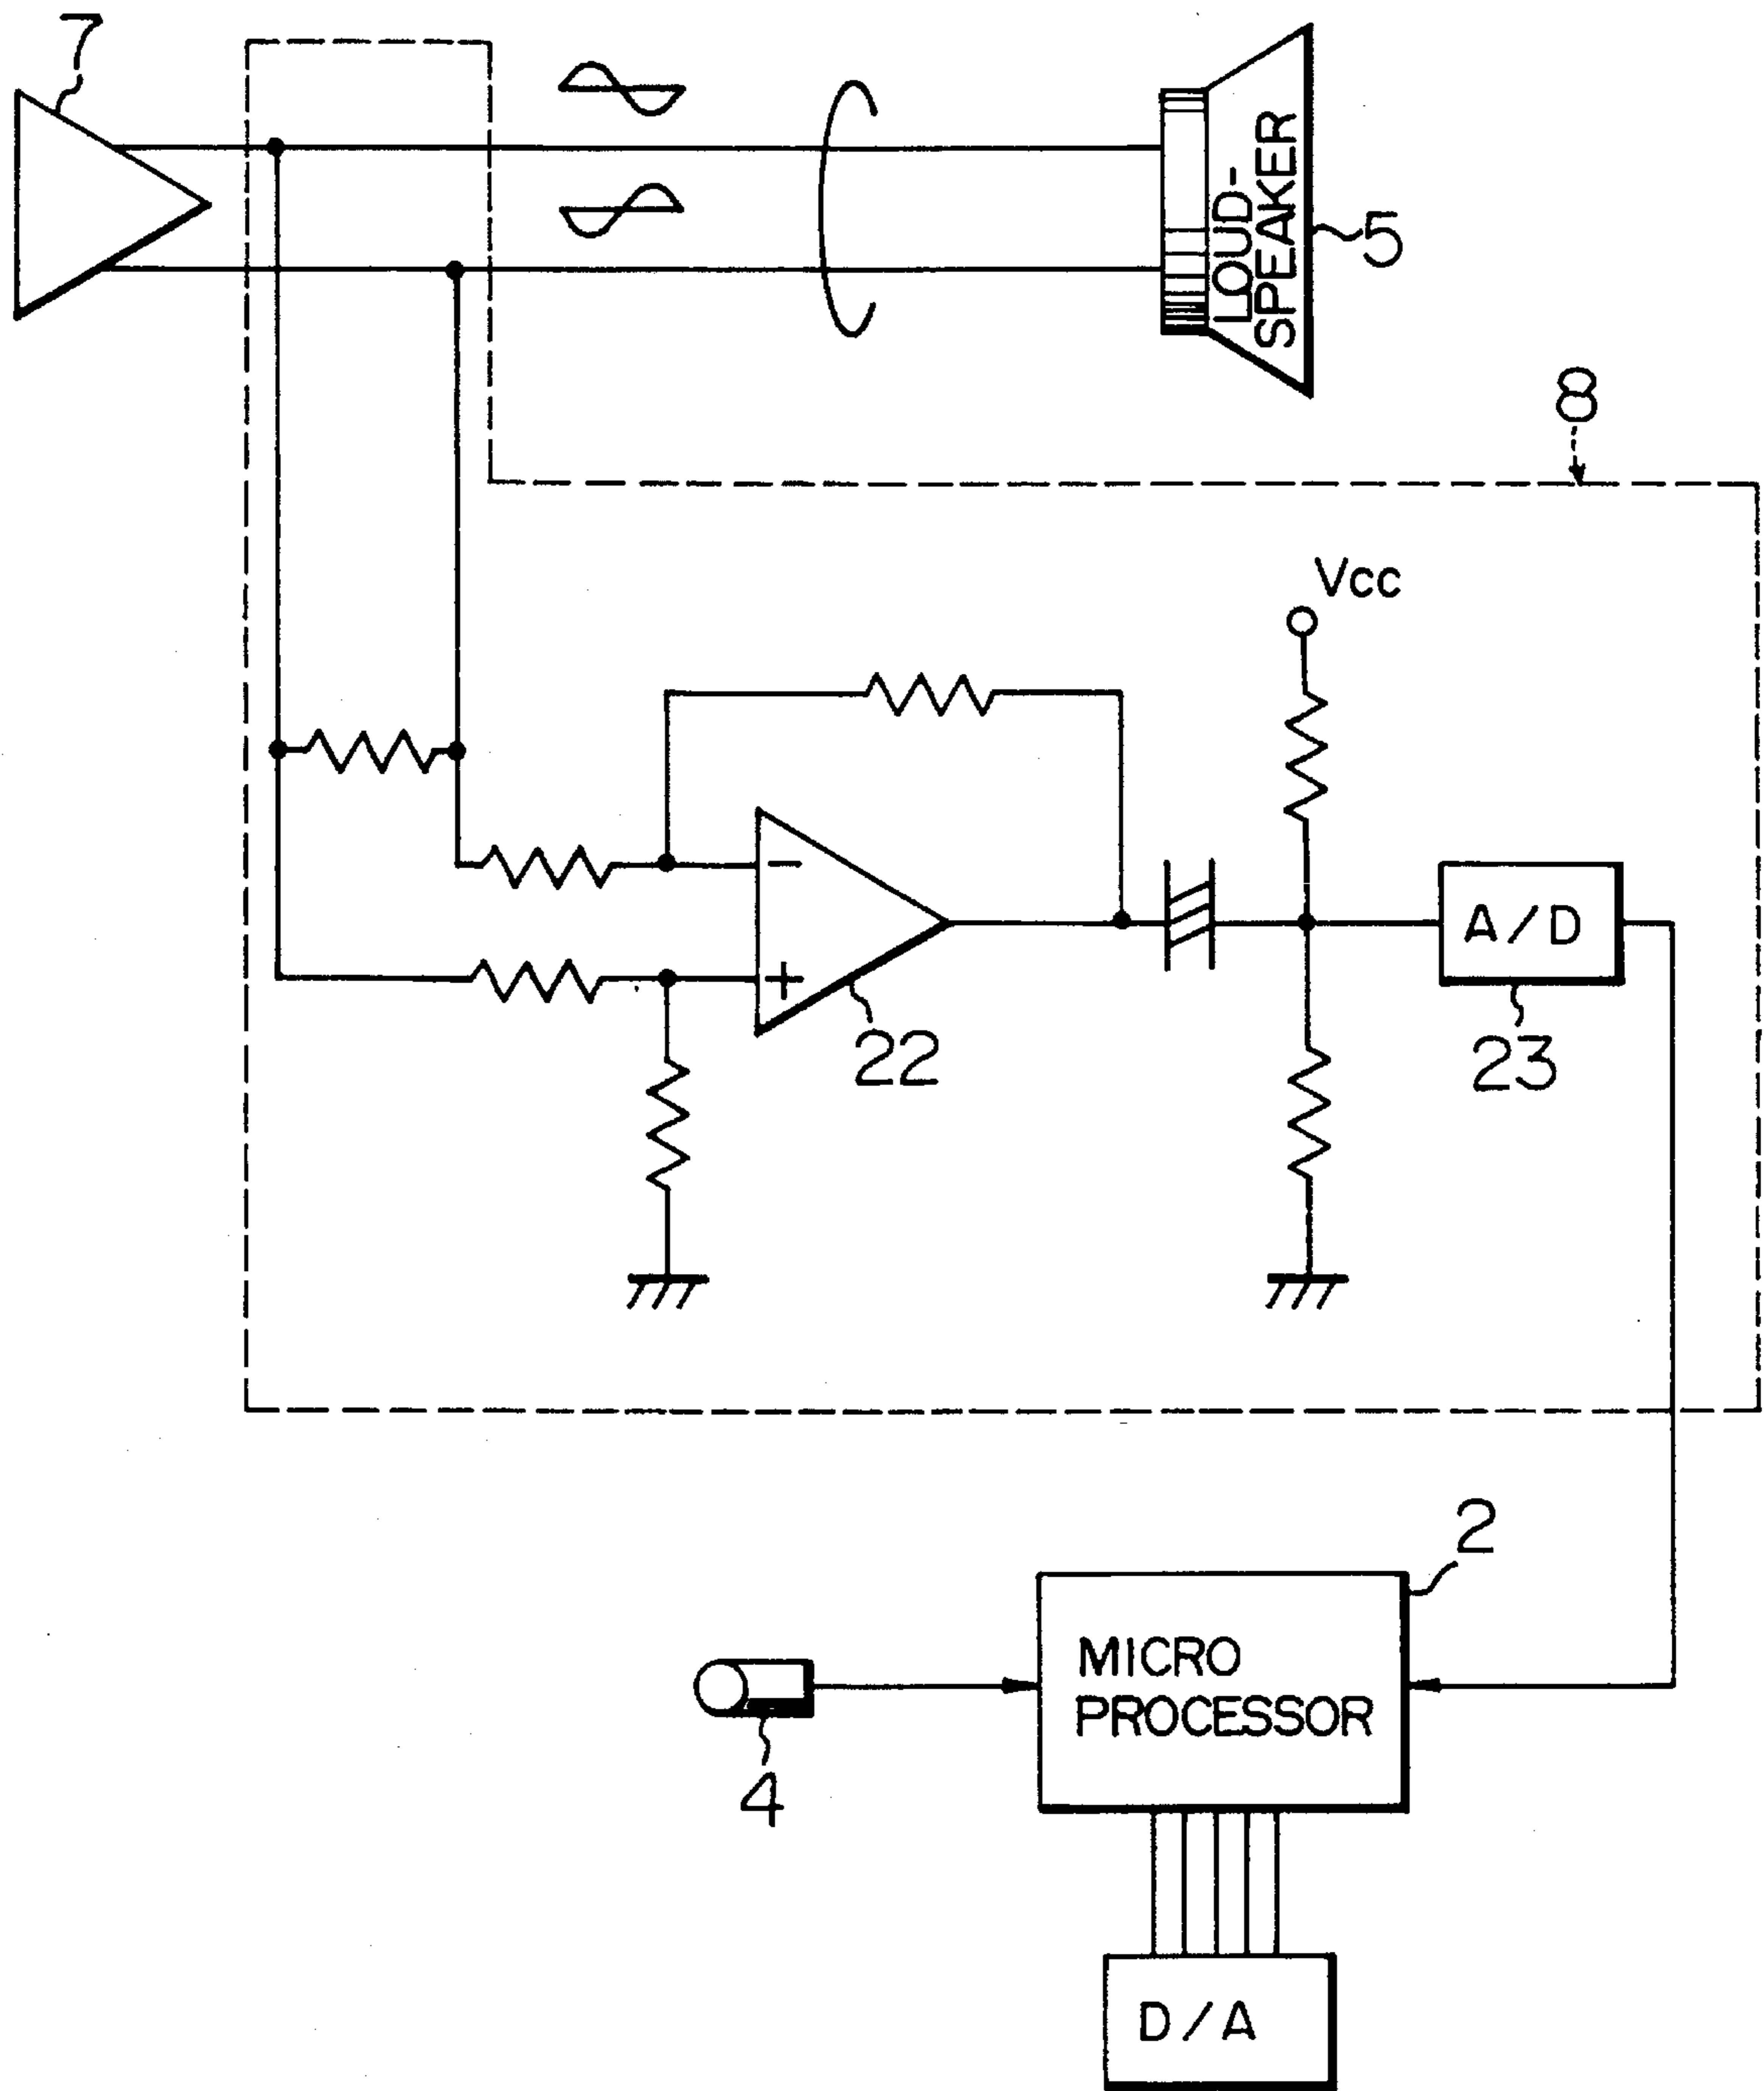 7
LOUD-
SPEAKER
5
8
Vcc
−
+
22
A/D
23
2
MICRO
PROCESSOR
4
D/A